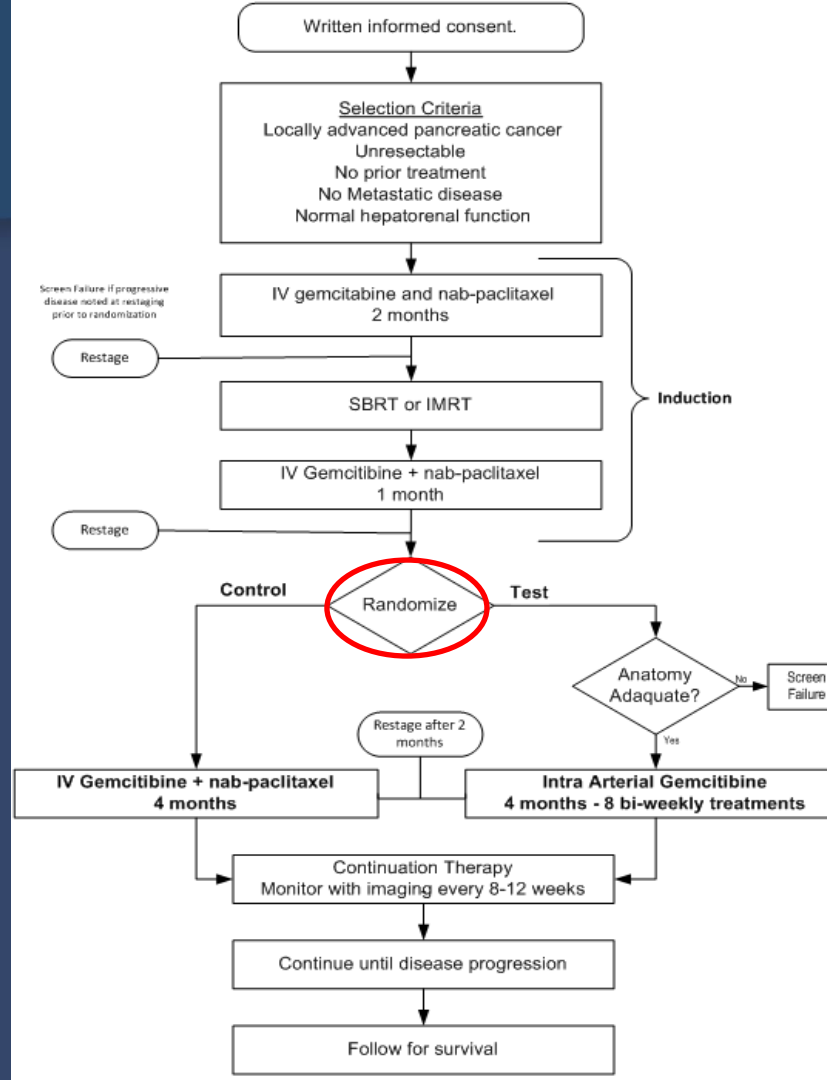 Written informed consent.
Selection Criteria
Locally advanced pancreatic cancer
Unresectable
No prior treatment
No Metastatic disease
Normal hepatorenal function
Screen Failure if progressive
disease noted at restaging
prior to randomization
IV gemcitabine and nab-paclitaxel
2 months
Restage
SBRT or IMRT
Induction
IV Gemcitibine + nab-paclitaxel
1 month
Restage
Control
Randomize
Test
Anatomy
Adaquate?
No
Screen
Failure
Yes
Restage after 2
months
IV Gemcitibine + nab-paclitaxel
4 months
Intra Arterial Gemcitibine
4 months - 8 bi-weekly treatments
Continuation Therapy
Monitor with imaging every 8-12 weeks
Continue until disease progression
Follow for survival